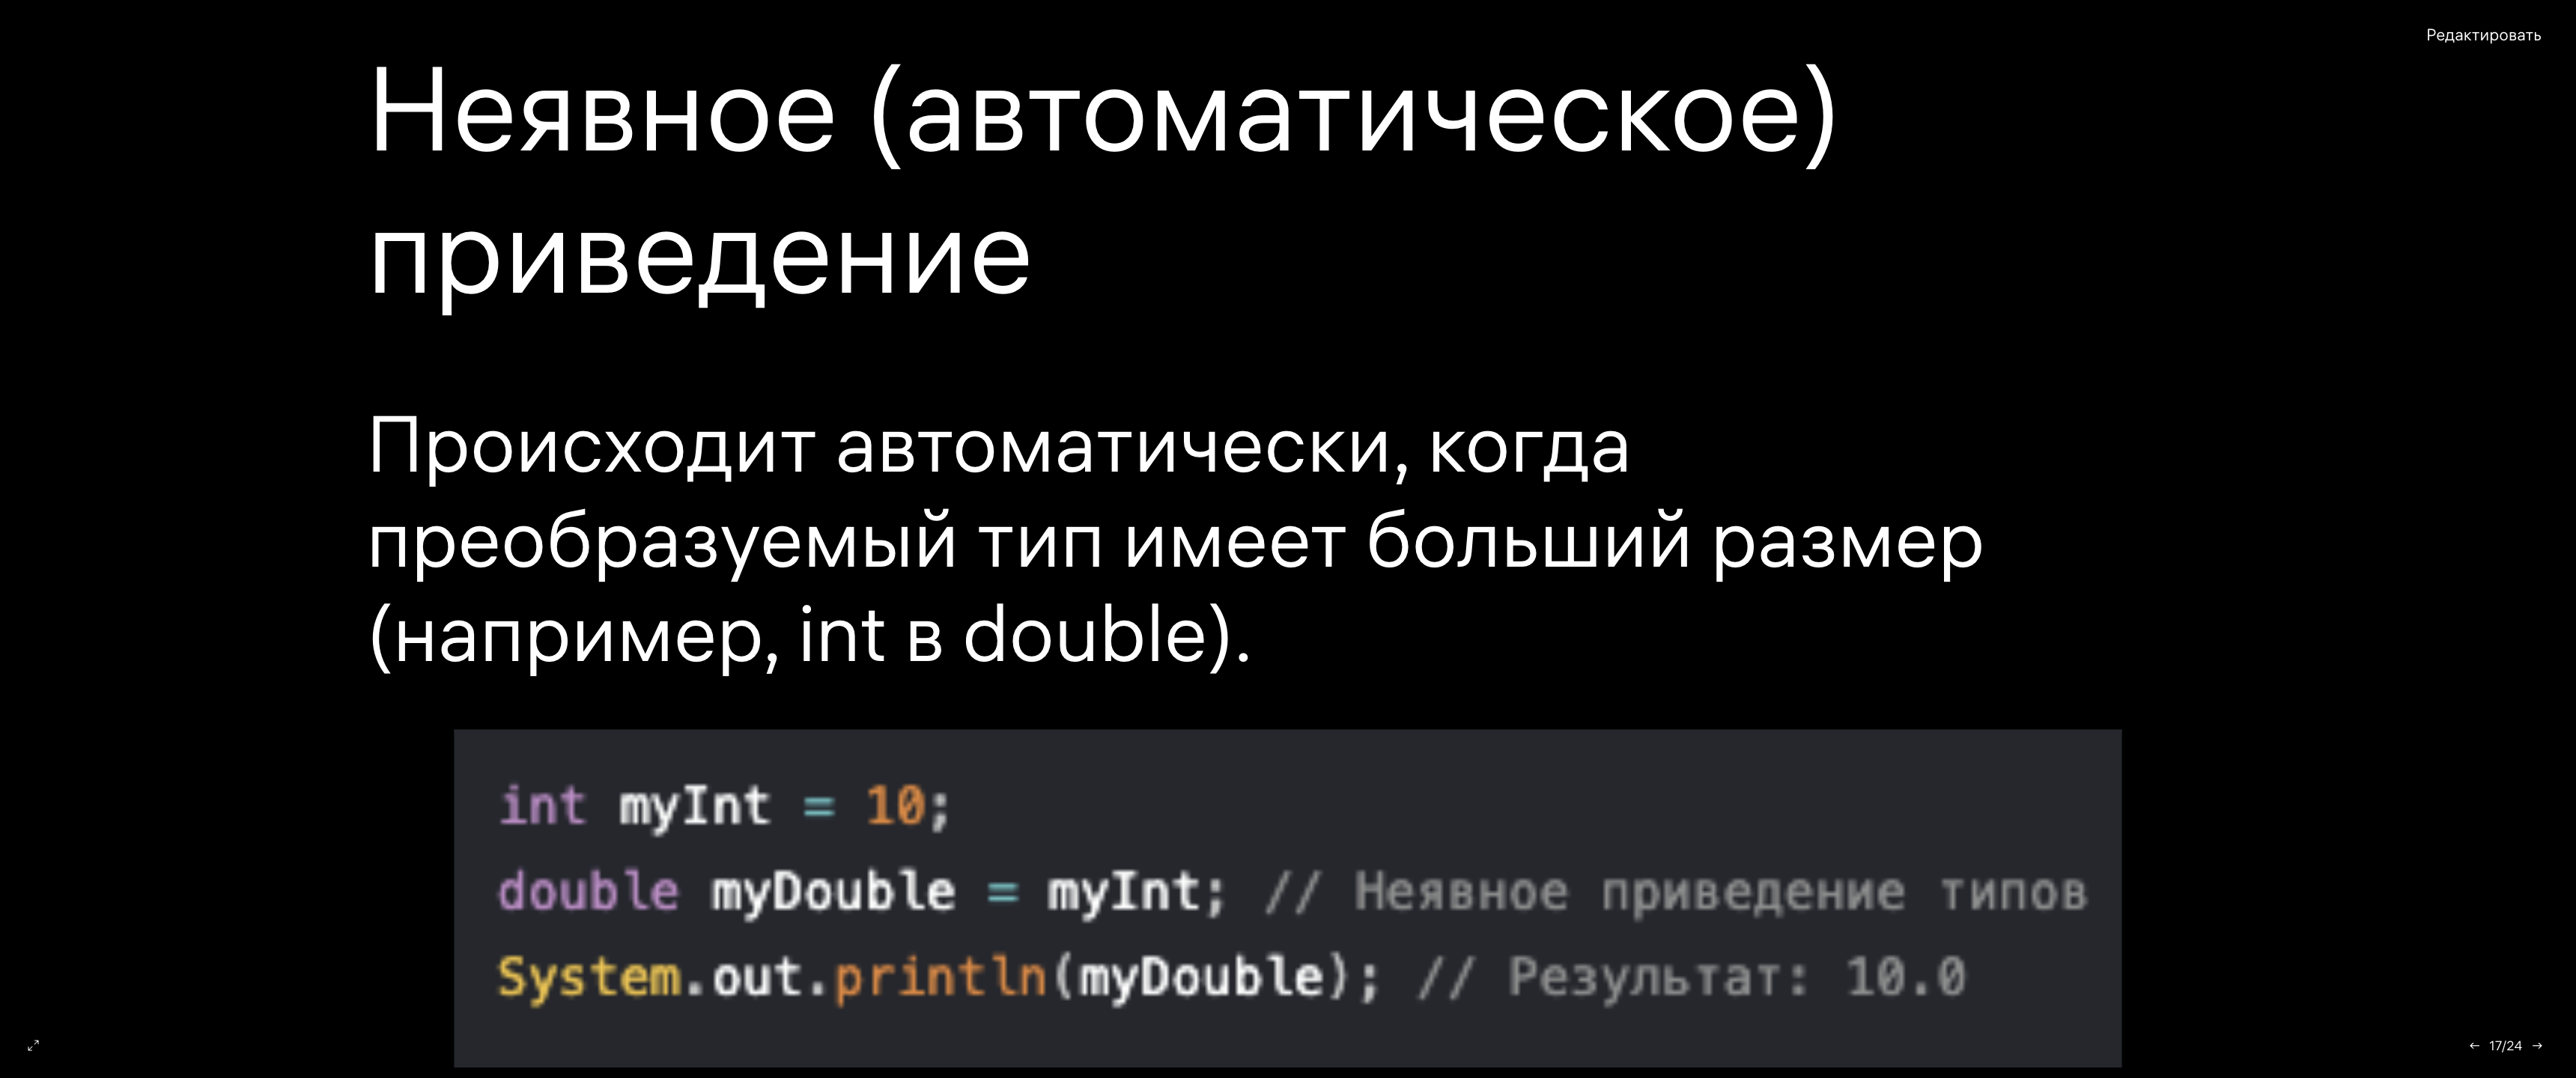 Редактировать
Неявное (автоматическое)
приведение
Происходит автоматически, когда
преобразуемый тип имеет больший размер
(например, int в double).
int myInt = 10;
double myDouble = myInt; // Неявное приведение типов
System.out.println(myDouble); // Результат: 10.0
← 17/24 →